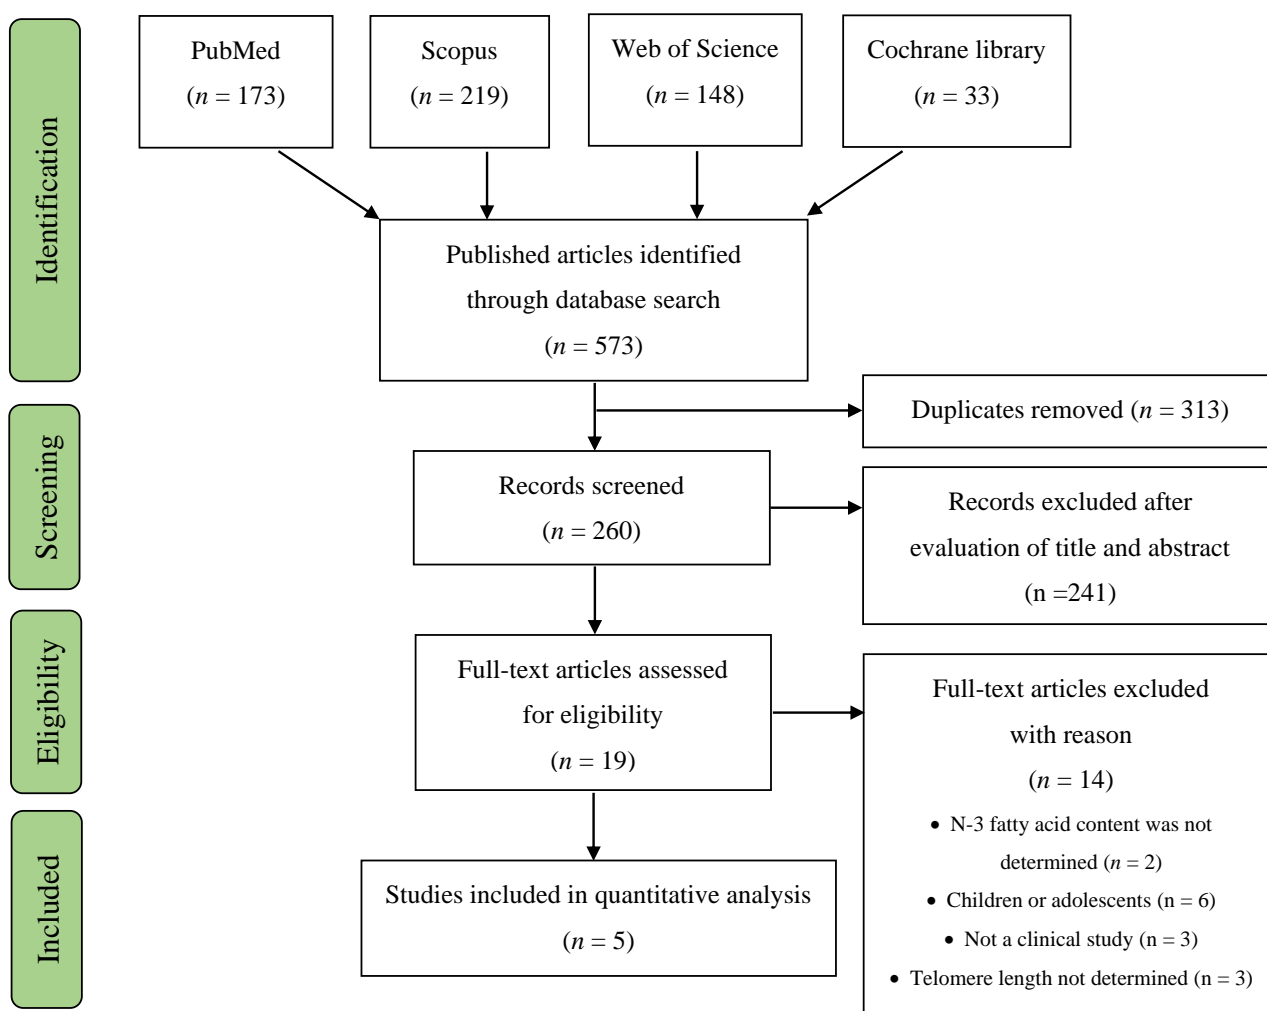 Identification
PubMed
(n = 173)
Scopus
(n = 219)
Web of Science
(n = 148)
Cochrane library
(n = 33)
Published articles identified
through database search
(n = 573)
Duplicates removed (n = 313)
Screening
Records screened
(n = 260)
Records excluded after
evaluation of title and abstract
(n =241)
Eligibility
Full-text articles assessed
for eligibility
(n = 19)
Full-text articles excluded
with reason
(n = 14)
• N-3 fatty acid content was not
determined (n = 2)
• Children or adolescents (n = 6)
• Not a clinical study (n = 3)
• Telomere length not determined (n = 3)
Included
Studies included in quantitative analysis
(n = 5)